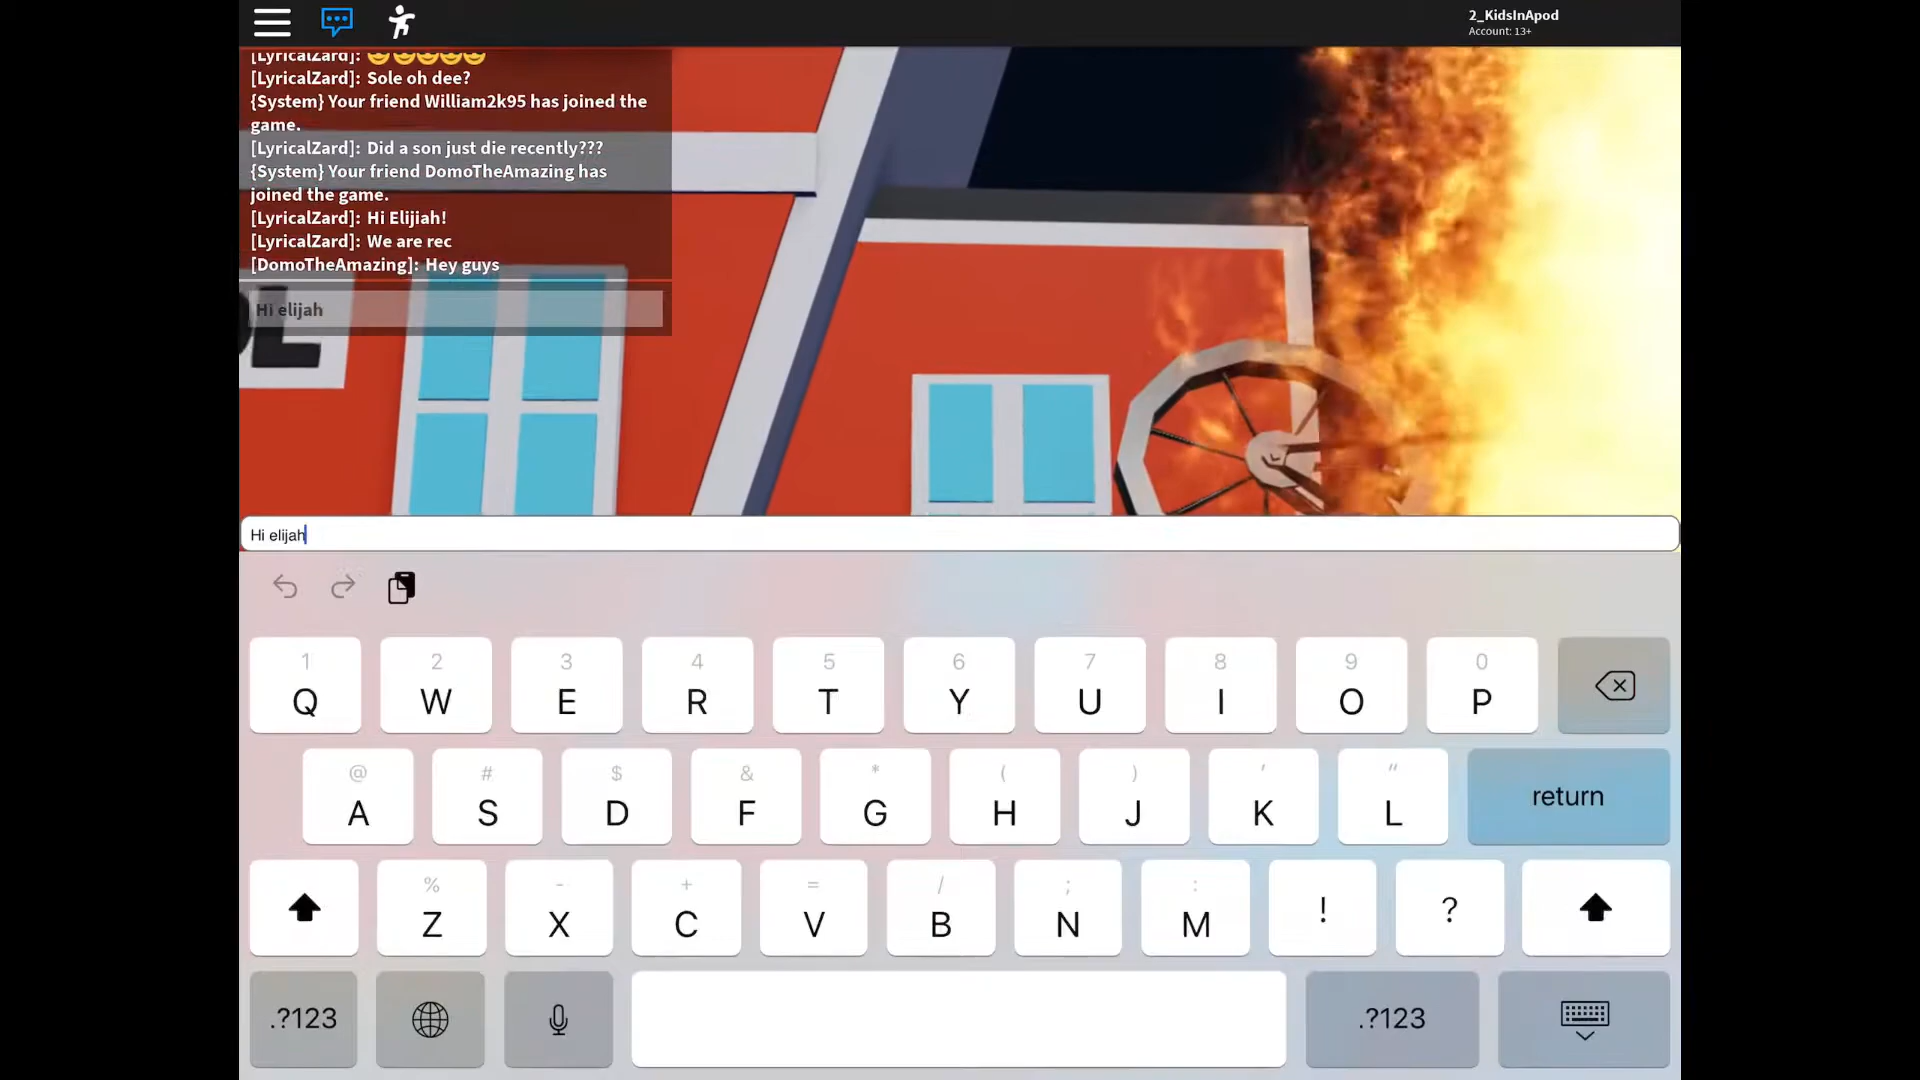 2_KidsInApod
Account: 13+
[LyricalZard]: 😊😊😊😊😊
[LyricalZard]: Sole oh dee?
{System} Your friend William2k95 has joined the
game.
[LyricalZard]: Did a son just die recently???
{System} Your friend DomoTheAmazing has
joined the game.
[LyricalZard]: Hi Elijiah!
[LyricalZard]: We are rec
[DomoTheAmazing]: Hey guys
Hi elijah
OL
Hi elijah
1 2 3 4 5 6 7 8 9 0
Q W E R T Y U I O P
@ # $ & * ( ) ' "
A S D F G H J K L return
% - + = / ; :
Z X C V B N M ! ?
.?123 .?123